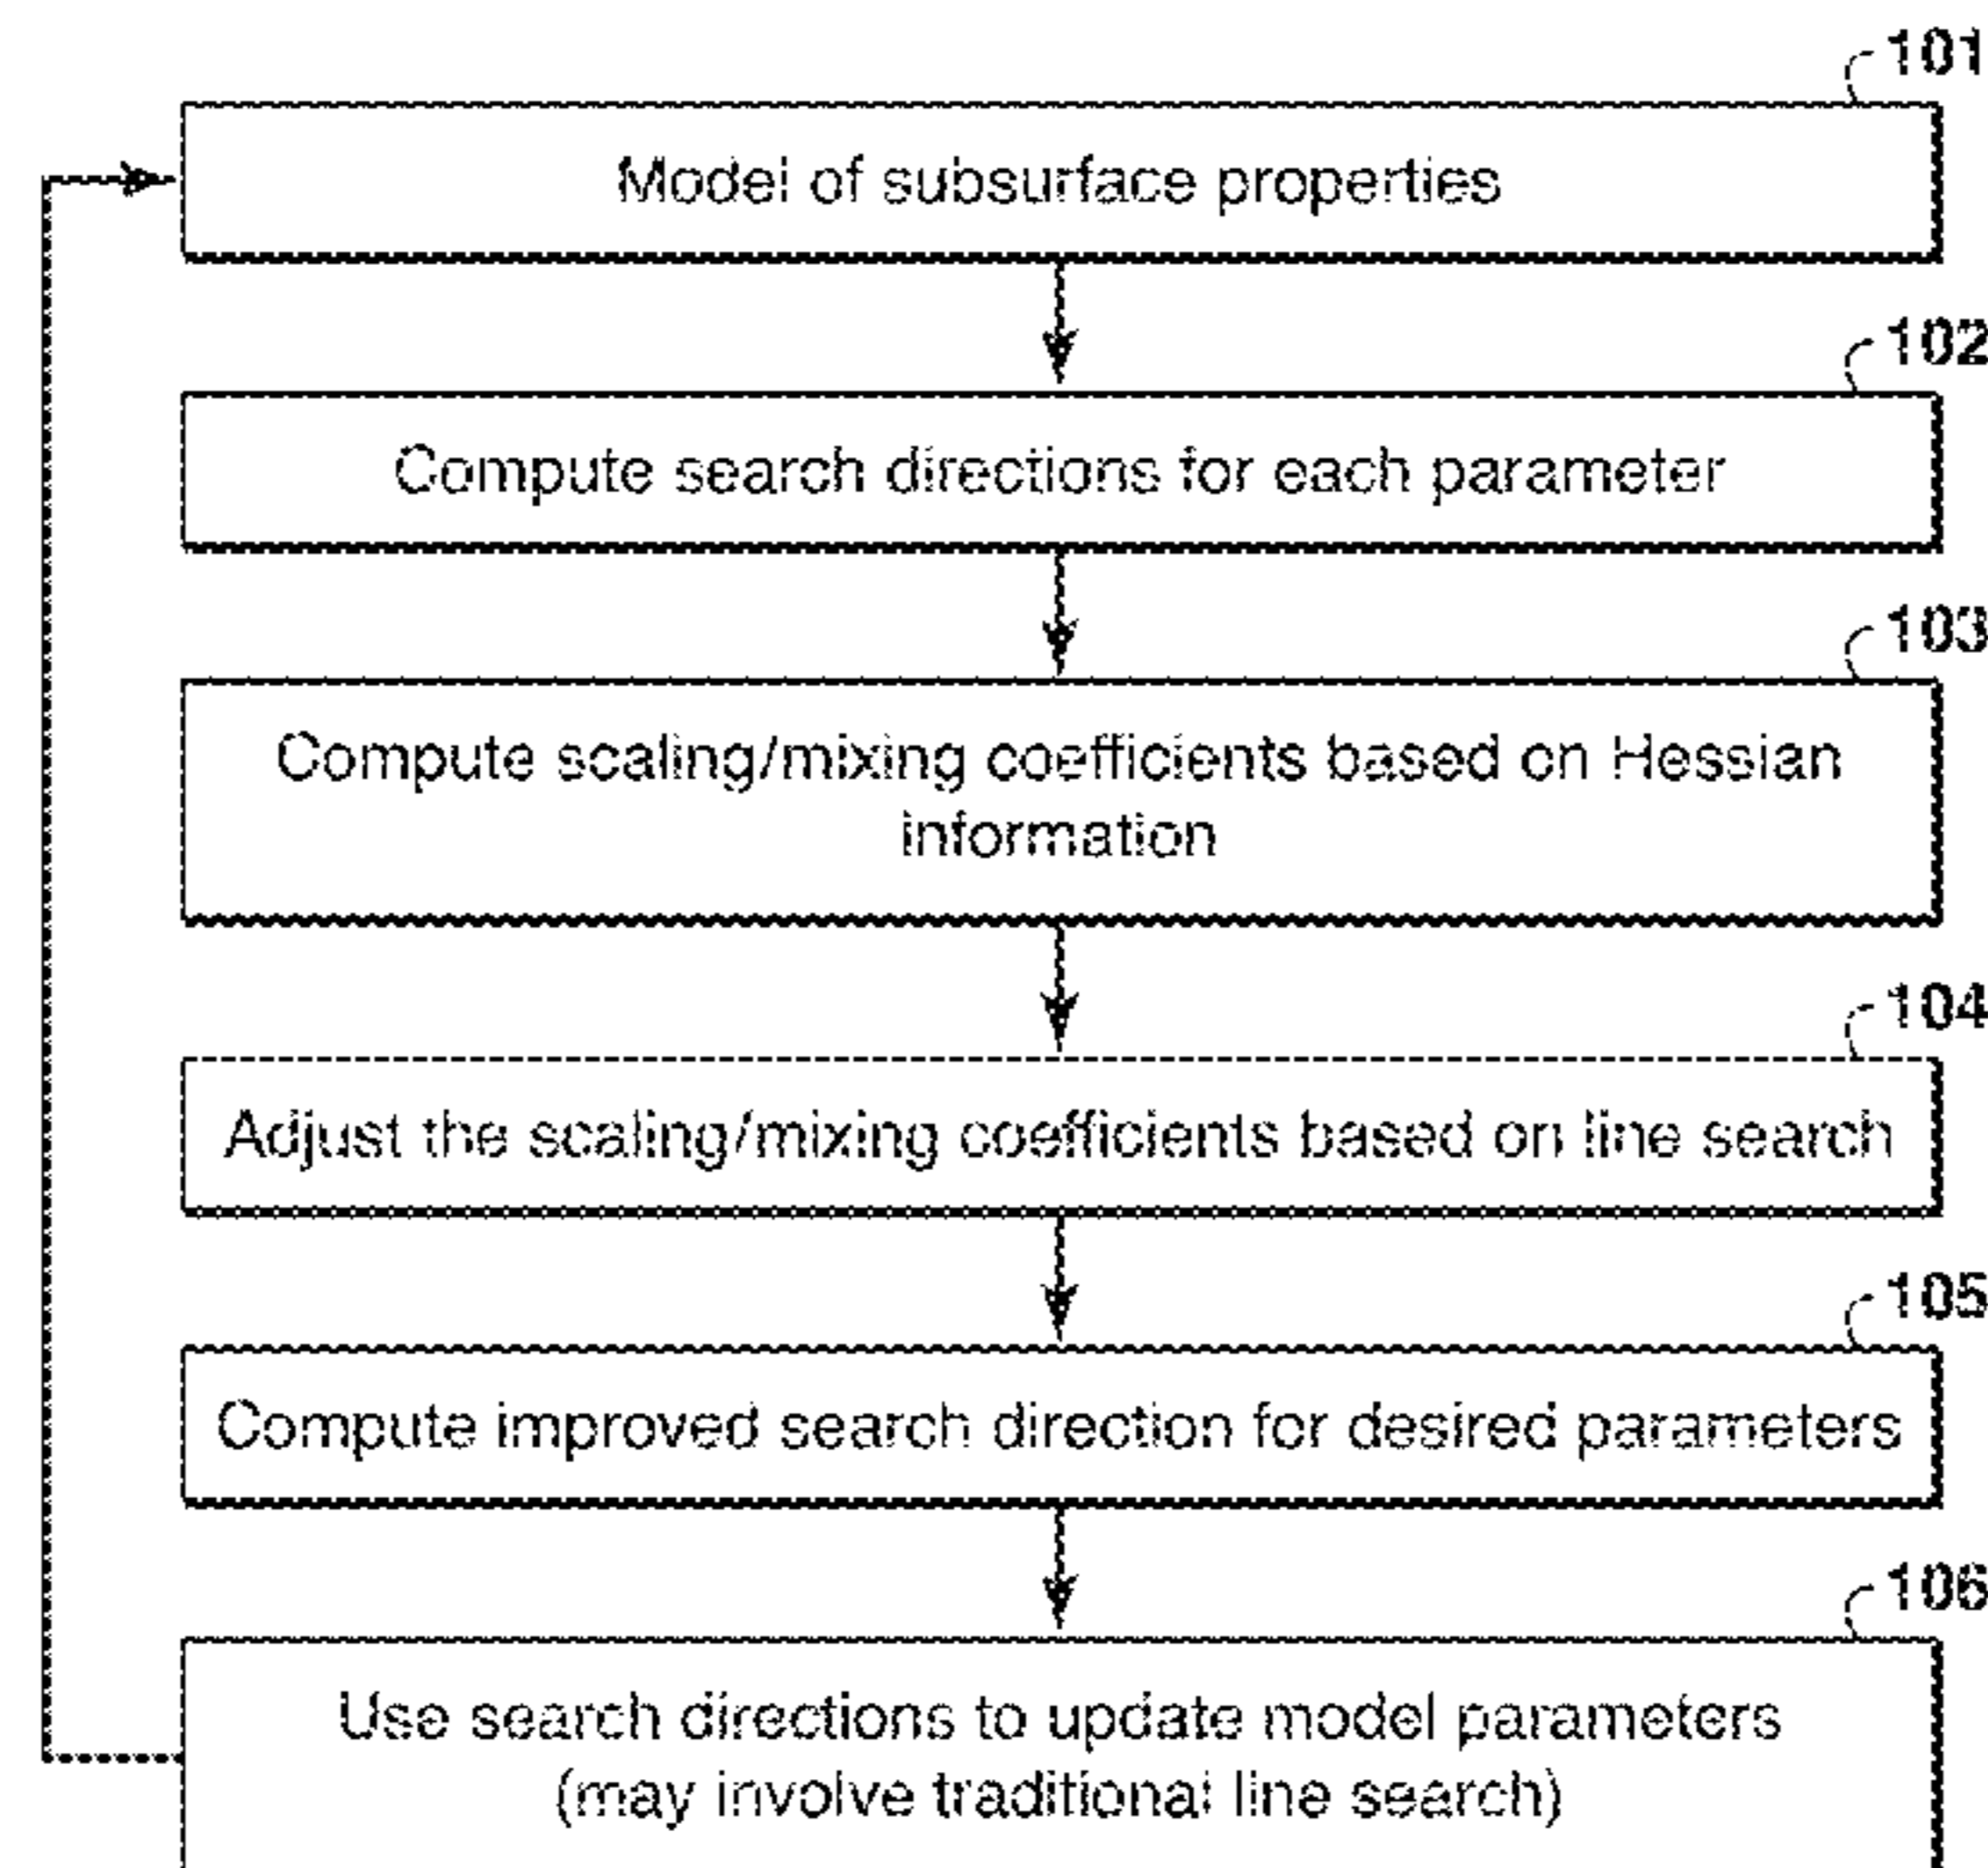 101
Model of subsurface properties
102
Compute search directions for each parameter
103
Compute scaling/mixing coefficients based on Hessian
information
104
Adjust the scaling/mixing coefficients based on line search
105
Compute improved search direction for desired parameters
106
Use search directions to update model parameters
(may involve traditional line search)